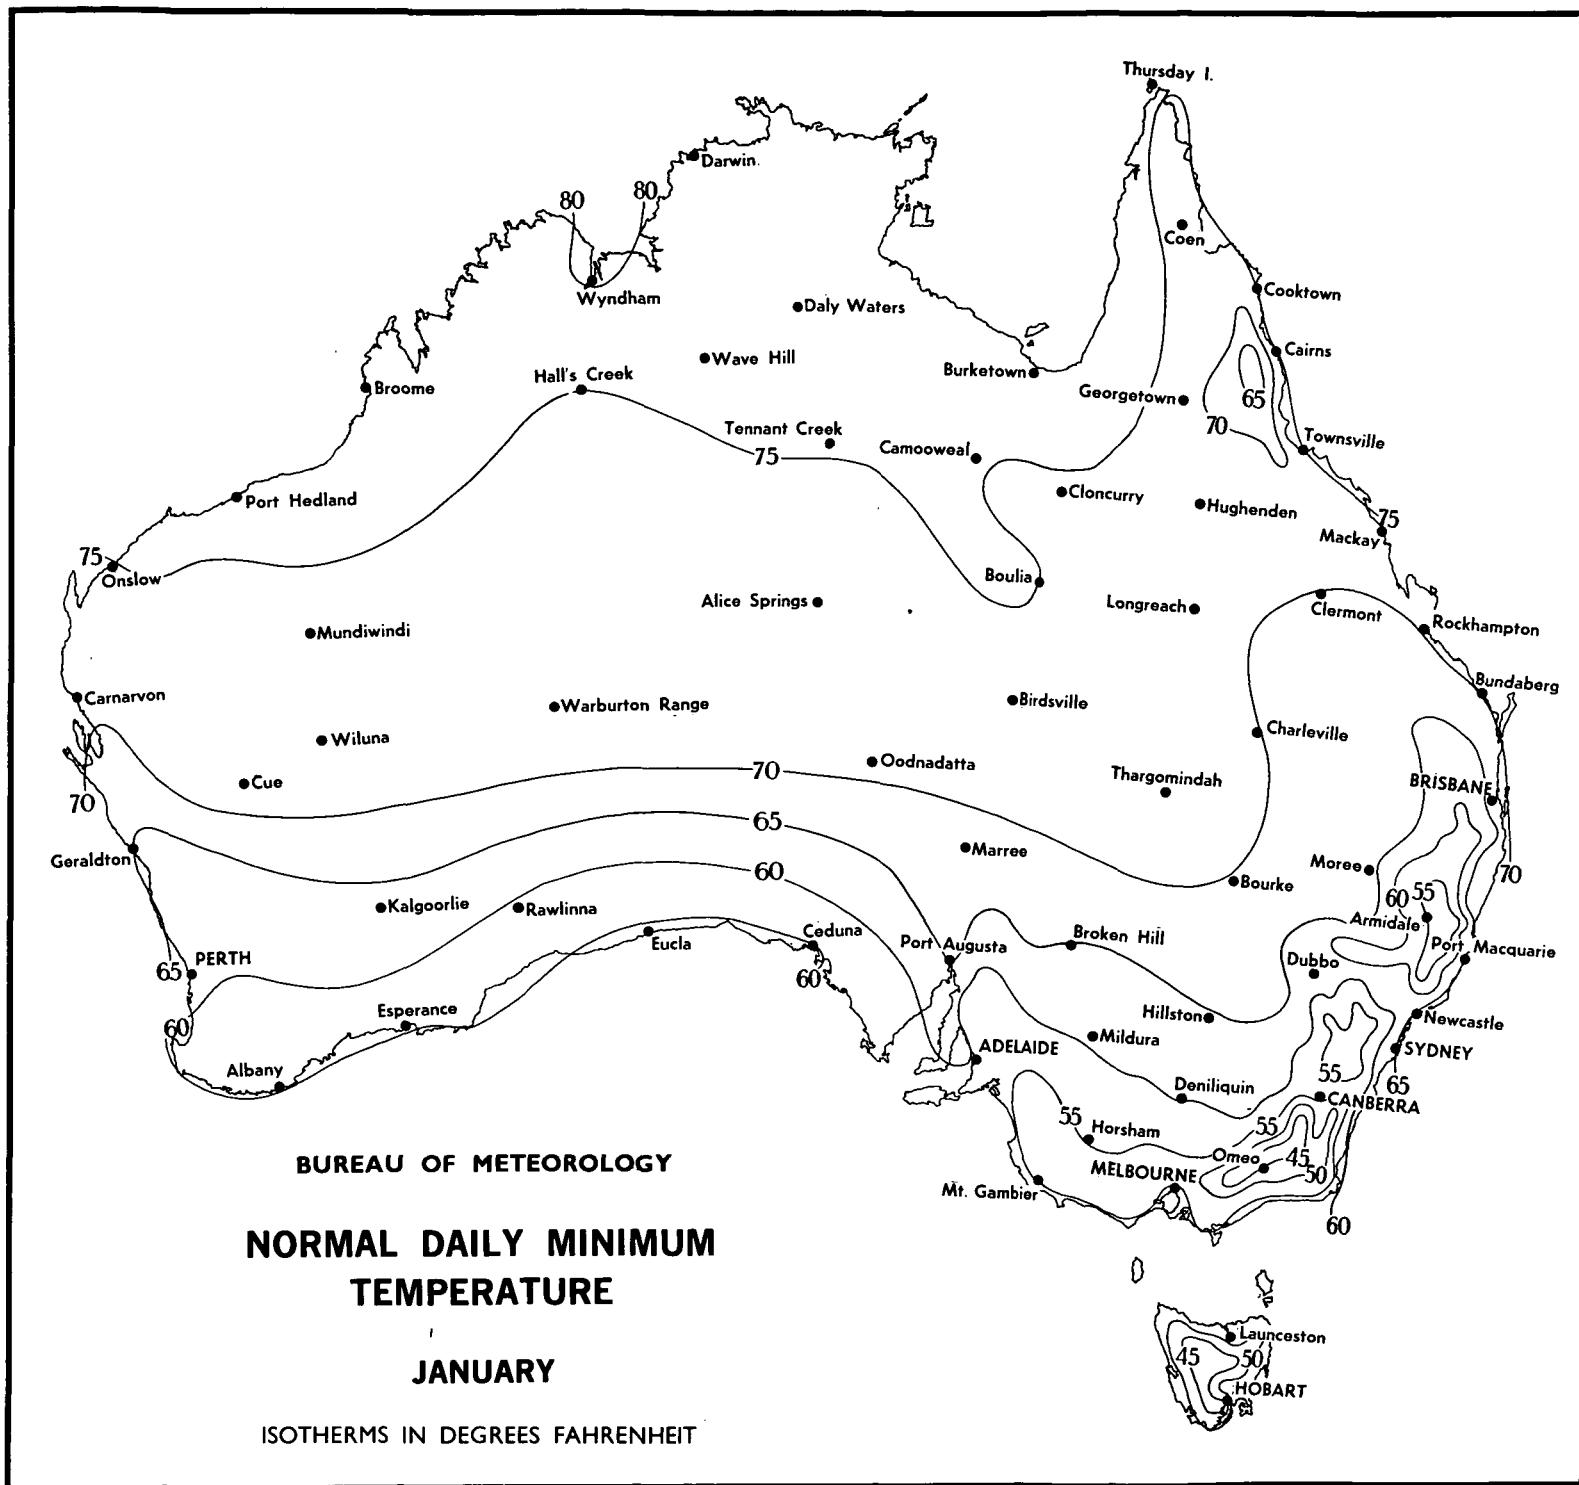 Thursday I.
Darwin.
80
80
Coen
Wyndham
Cooktown
Daly Waters
Wave Hill
Cairns
Burketown
Broome
Hall's Creek
Georgetown
65
70
Tennant Creek
Townsville
Camooweal
75
Port Hedland
Cloncurry
Hughenden
75
Mackay
75
Onslow
Boulia
Alice Springs
Longreach
Clermont
Rockhampton
Mundiwindi
Bundaberg
Carnarvon
Warburton Range
Birdsville
Charleville
Wiluna
Oodnadatta
70
Thargomindah
BRISBANE
Cue
70
65
Marree
Geraldton
Moree
60
Bourke
70
60
55
Kalgoorlie
Rawlinna
Armidale
Ceduna
Broken Hill
Eucla
Port Augusta
Port Macquarie
PERTH
65
Dubbo
60
Esperance
Hillston
Newcastle
60
Mildura
ADELAIDE
SYDNEY
Albany
55
65
Deniliquin
CANBERRA
55
55
Horsham
Omeo
45
50
MELBOURNE
Mt. Gambier
60
BUREAU OF METEOROLOGY
NORMAL DAILY MINIMUM
TEMPERATURE
JANUARY
ISOTHERMS IN DEGREES FAHRENHEIT
Launceston
45
50
HOBART